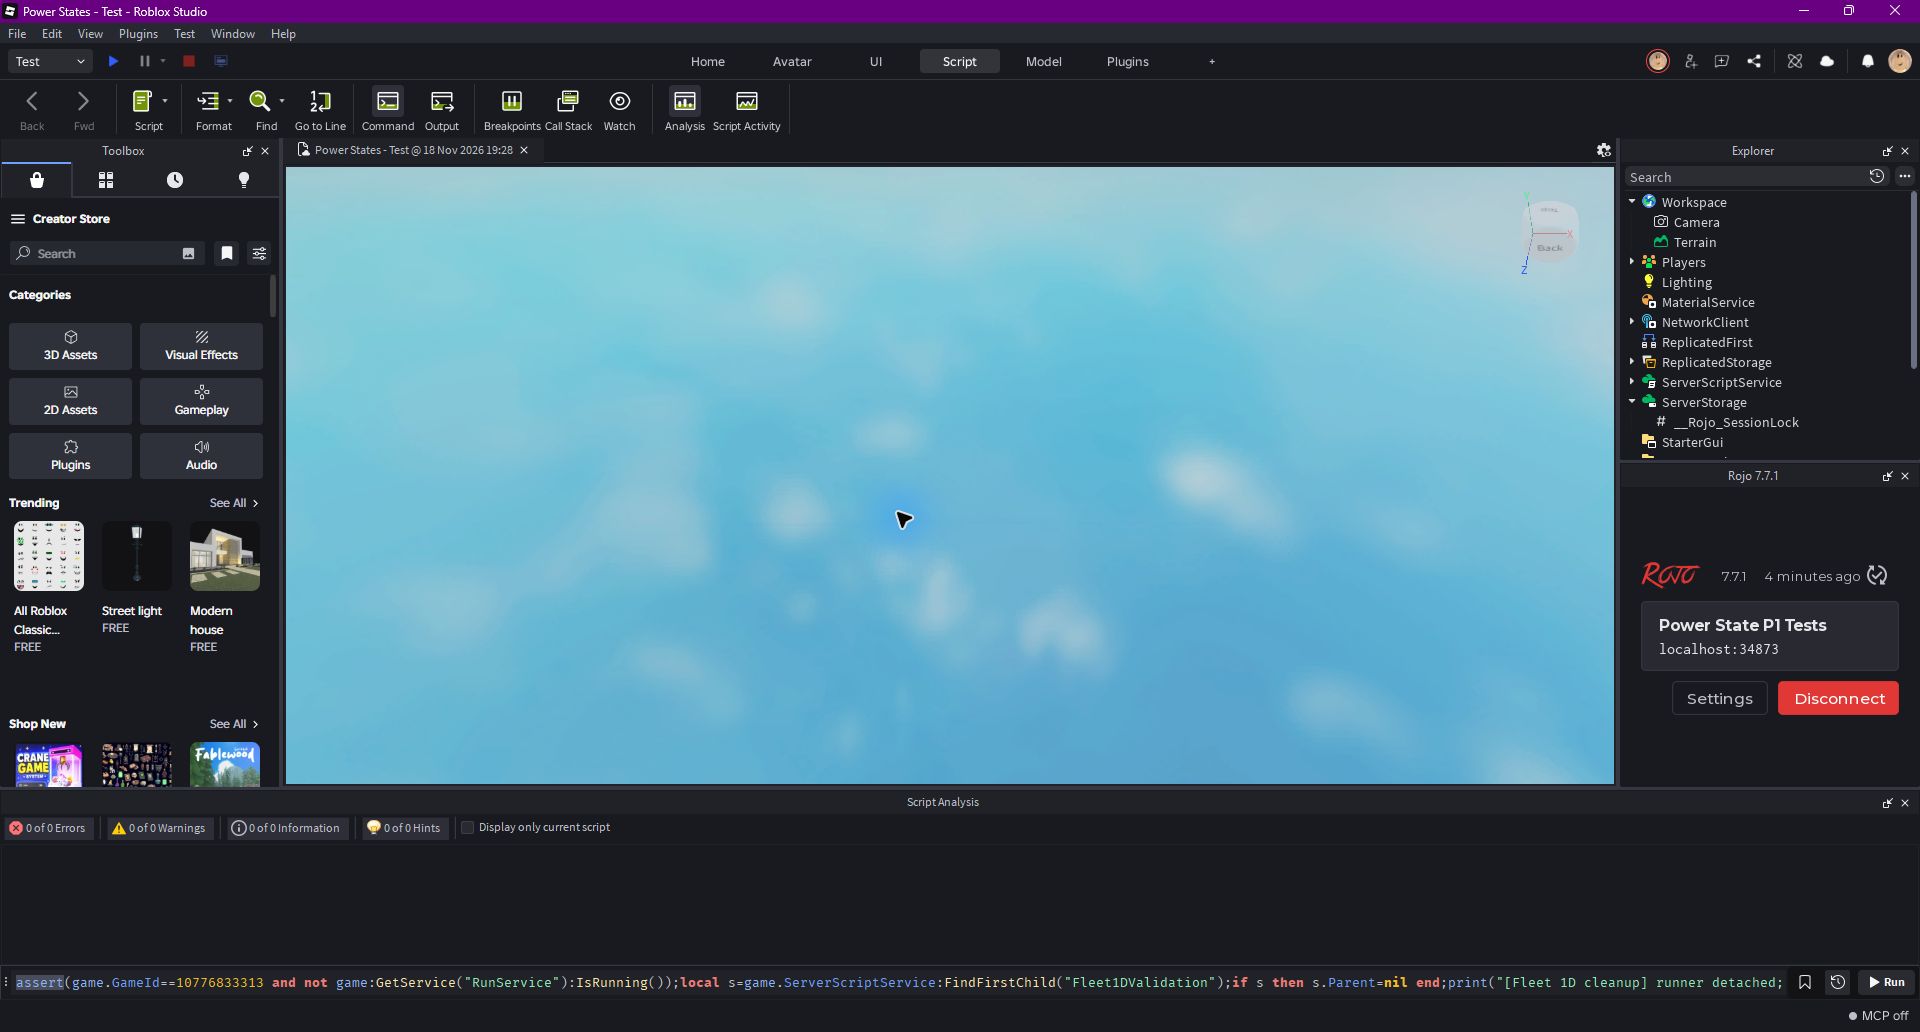 Power States - Test - Roblox Studio
File Edit View Plugins Test Window Help
Test
Home Avatar UI Script Model Plugins +
Back Fwd Script Format Find Go to Line Command Output Breakpoints Call Stack Watch Analysis Script Activity
Toolbox
Power States - Test @ 18 Nov 2026 19:28
Explorer
Creator Store
Search
Categories
3D Assets Visual Effects
2D Assets Gameplay
Plugins Audio
Trending See All
All Roblox Classic...
FREE
Street light
FREE
Modern house
FREE
Shop New See All
CRANE GAME
Fablewood
Y
X
Z
Back
Search
Workspace
Camera
Terrain
Players
Lighting
MaterialService
NetworkClient
ReplicatedFirst
ReplicatedStorage
ServerScriptService
ServerStorage
# __Rojo_SessionLock
StarterGui
Rojo 7.7.1
ROJO 7.7.1 4 minutes ago
Power State P1 Tests
localhost:34873
Settings Disconnect
Script Analysis
0 of 0 Errors 0 of 0 Warnings 0 of 0 Information 0 of 0 Hints Display only current script
assert(game.GameId==10776833313 and not game:GetService("RunService"):IsRunning());local s=game.ServerScriptService:FindFirstChild("Fleet1DValidation");if s then s.Parent=nil end;print("[Fleet 1D cleanup] runner detached;
Run
MCP off